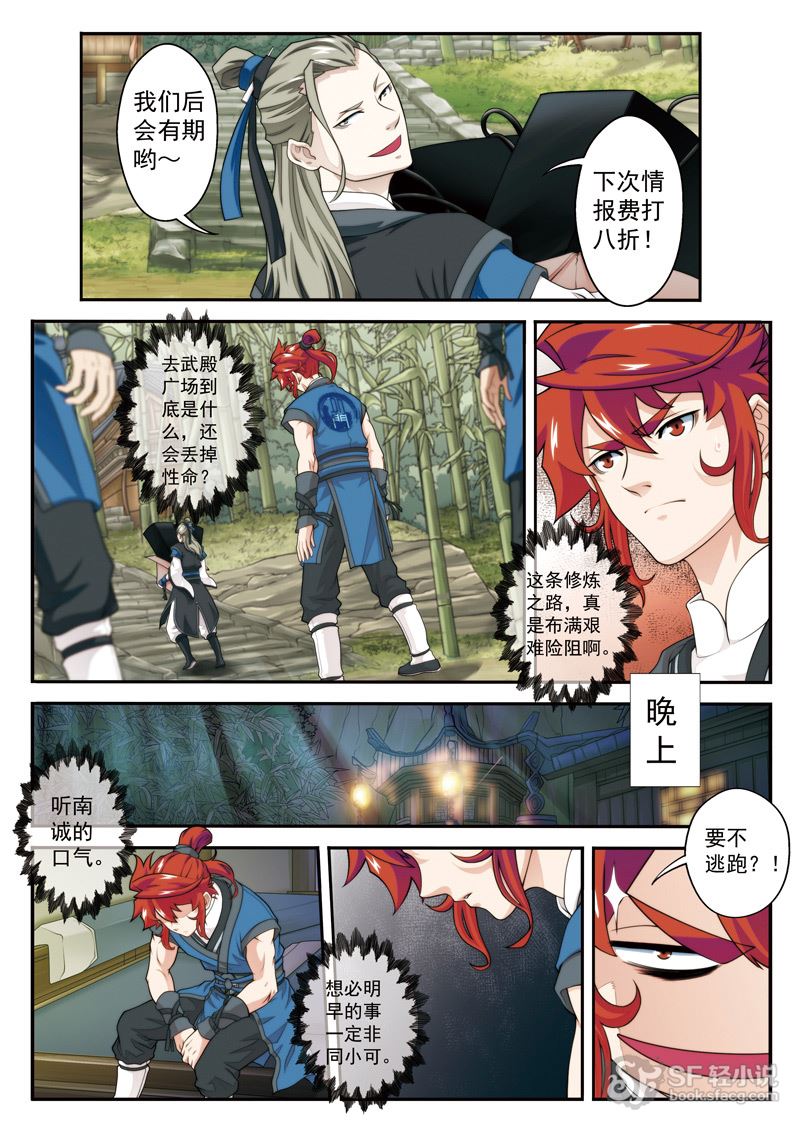 我们后
会有期
哟～
下次情
报费打
八折！
去武殿
广场到
底是什
么，还
会丢掉
性命？
这条修炼
之路，真
是布满艰
难险阻啊。
晚
上
听南
诚的
口气。
想必明
早的事
一定非
同小可。
要不
逃跑？！
SF 轻小说
book.sfacg.com